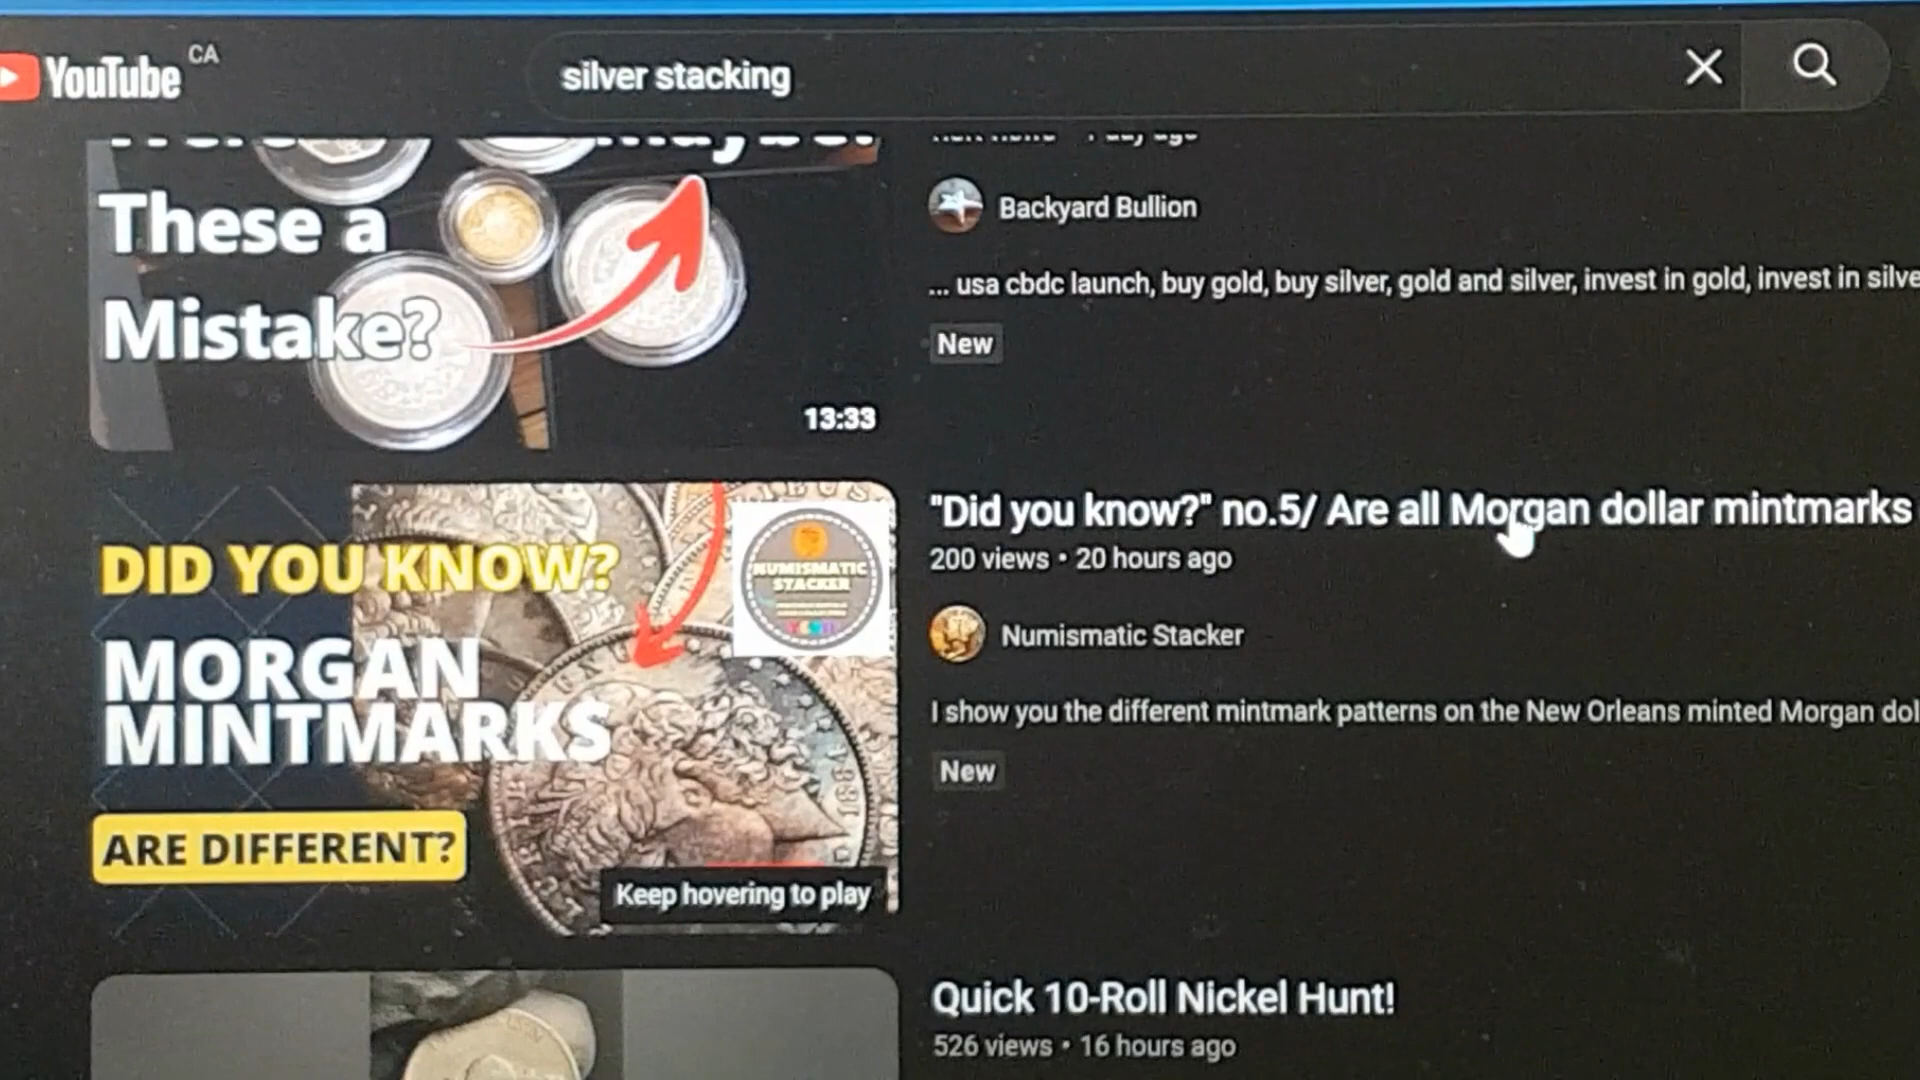 YouTube CA
silver stacking
These a
Mistake?
13:33
Backyard Bullion
... usa cbdc launch, buy gold, buy silver, gold and silver, invest in gold, invest in silve
New
DID YOU KNOW?
MORGAN
MINTMARKS
ARE DIFFERENT?
NUMISMATIC
STACKER
Keep hovering to play
"Did you know?" no.5/ Are all Morgan dollar mintmarks
200 views • 20 hours ago
Numismatic Stacker
I show you the different mintmark patterns on the New Orleans minted Morgan dol
New
Quick 10-Roll Nickel Hunt!
526 views • 16 hours ago